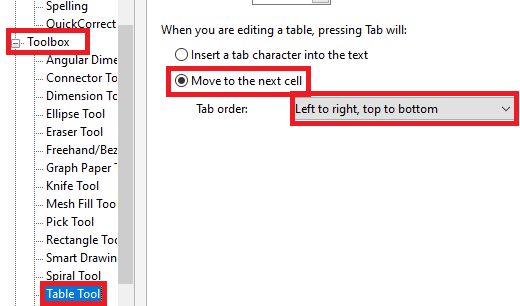 Spelling
QuickCorrect
Toolbox
Angular Dime
Connector To
Dimension To
Ellipse Tool
Eraser Tool
Freehand/Bez
Graph Paper T
Knife Tool
Mesh Fill Tool
Pick Tool
Rectangle Too
Smart Drawin
Spiral Tool
Table Tool
When you are editing a table, pressing Tab will:
Insert a tab character into the text
Move to the next cell
Tab order:
Left to right, top to bottom